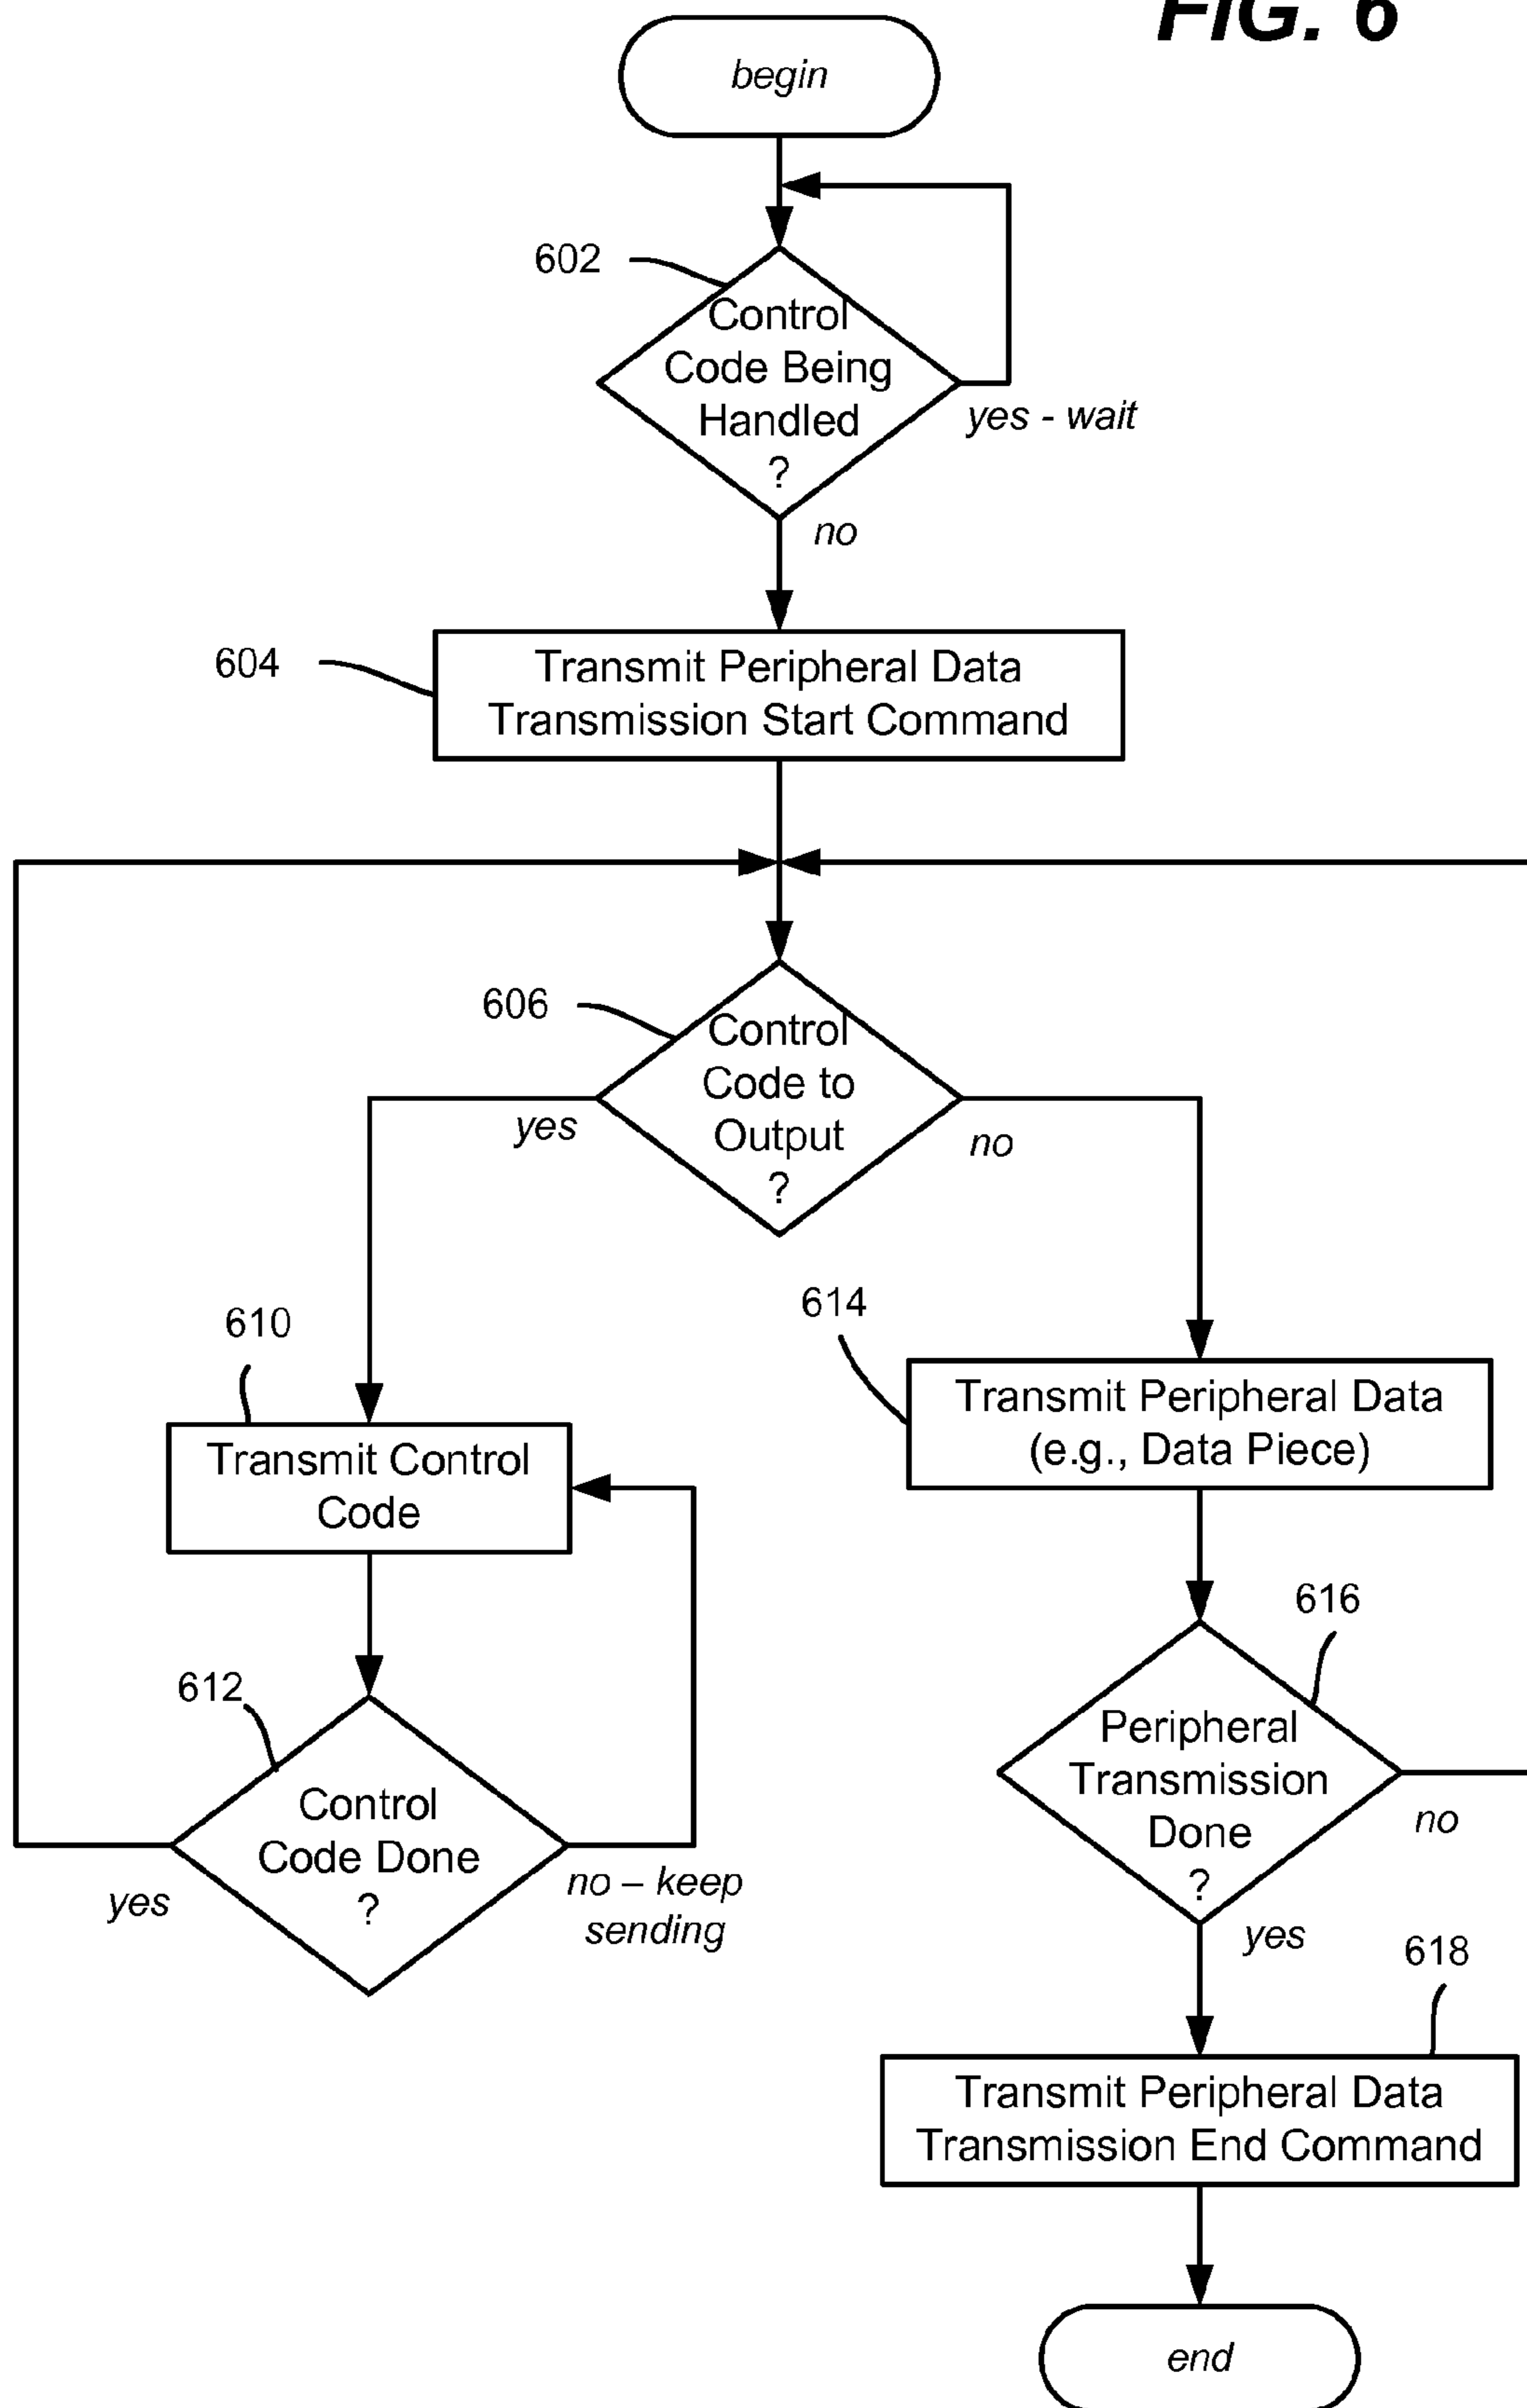 FIG. 6
begin
602
Control
Code Being
Handled
?
yes - wait
no
604
Transmit Peripheral Data
Transmission Start Command
606
Control
Code to
Output
?
yes
no
610
Transmit Control
Code
614
Transmit Peripheral Data
(e.g., Data Piece)
612
Control
Code Done
?
yes
no – keep
sending
616
Peripheral
Transmission
Done
?
no
yes
618
Transmit Peripheral Data
Transmission End Command
end